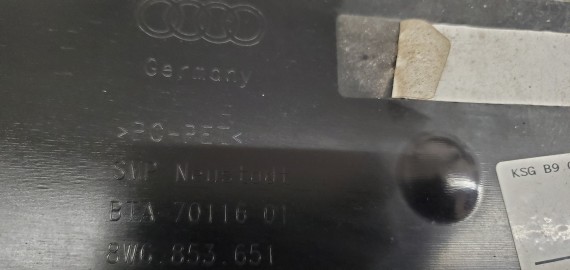 Germany
>PC-PET<
SMP Neustadt
BTA 70116 01
8W6.853.651
KSG B9